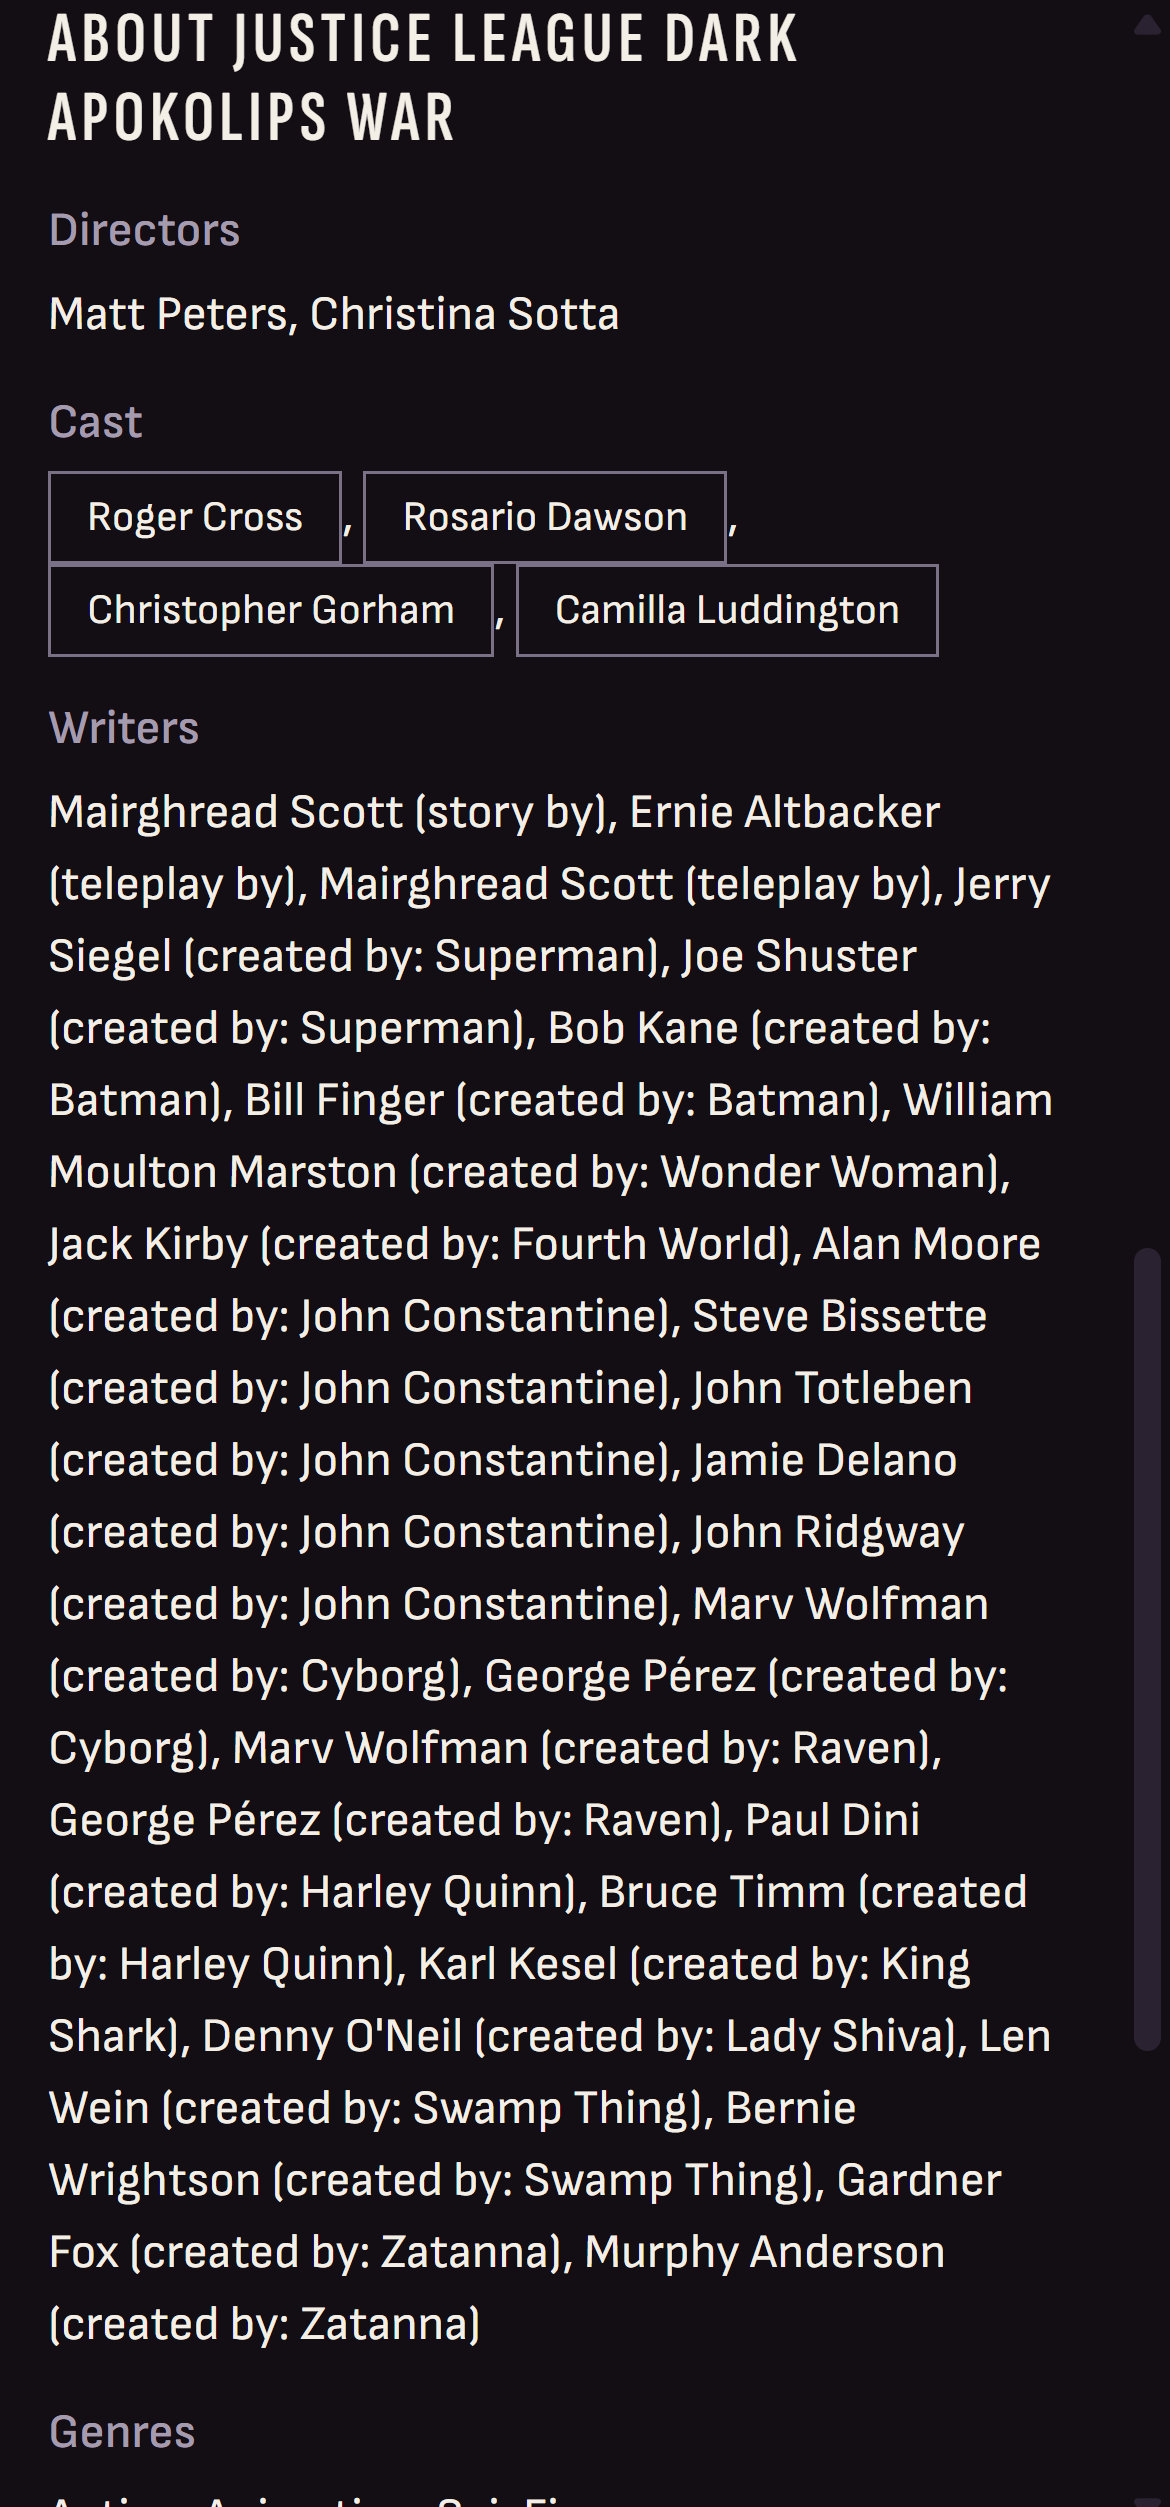 ABOUT JUSTICE LEAGUE DARK
APOKOLIPS WAR
Directors
Matt Peters, Christina Sotta
Cast
Roger Cross, Rosario Dawson,
Christopher Gorham, Camilla Luddington
Writers
Mairghread Scott (story by), Ernie Altbacker
(teleplay by), Mairghread Scott (teleplay by), Jerry
Siegel (created by: Superman), Joe Shuster
(created by: Superman), Bob Kane (created by:
Batman), Bill Finger (created by: Batman), William
Moulton Marston (created by: Wonder Woman),
Jack Kirby (created by: Fourth World), Alan Moore
(created by: John Constantine), Steve Bissette
(created by: John Constantine), John Totleben
(created by: John Constantine), Jamie Delano
(created by: John Constantine), John Ridgway
(created by: John Constantine), Marv Wolfman
(created by: Cyborg), George Pérez (created by:
Cyborg), Marv Wolfman (created by: Raven),
George Pérez (created by: Raven), Paul Dini
(created by: Harley Quinn), Bruce Timm (created
by: Harley Quinn), Karl Kesel (created by: King
Shark), Denny O'Neil (created by: Lady Shiva), Len
Wein (created by: Swamp Thing), Bernie
Wrightson (created by: Swamp Thing), Gardner
Fox (created by: Zatanna), Murphy Anderson
(created by: Zatanna)
Genres